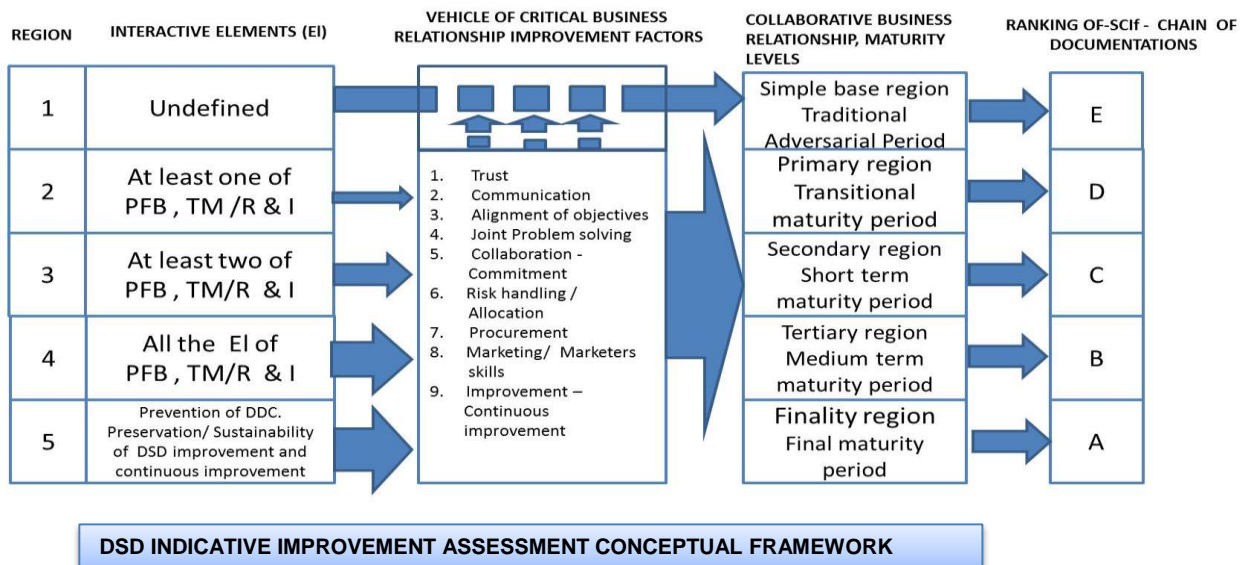 REGION
INTERACTIVE ELEMENTS (EI)
VEHICLE OF CRITICAL BUSINESS
RELATIONSHIP IMPROVEMENT FACTORS
COLLABORATIVE BUSINESS
RELATIONSHIP, MATURITY
LEVELS
RANKING OF-SCIf - CHAIN OF
DOCUMENTATIONS
1
Undefined
Simple base region
Traditional
Adversarial Period
E
2
At least one of
PFB , TM /R & I
Primary region
Transitional
maturity period
D
3
At least two of
PFB , TM/R & I
Secondary region
Short term
maturity period
C
4
All the EI of
PFB , TM/R & I
Tertiary region
Medium term
maturity period
B
5
Prevention of DDC.
Preservation/ Sustainability
of DSD improvement and
continuous improvement
Finality region
Final maturity
period
A
1. Trust
2. Communication
3. Alignment of objectives
4. Joint Problem solving
5. Collaboration -
Commitment
6. Risk handling /
Allocation
7. Procurement
8. Marketing/ Marketers
skills
9. Improvement –
Continuous
improvement
DSD INDICATIVE IMPROVEMENT ASSESSMENT CONCEPTUAL FRAMEWORK